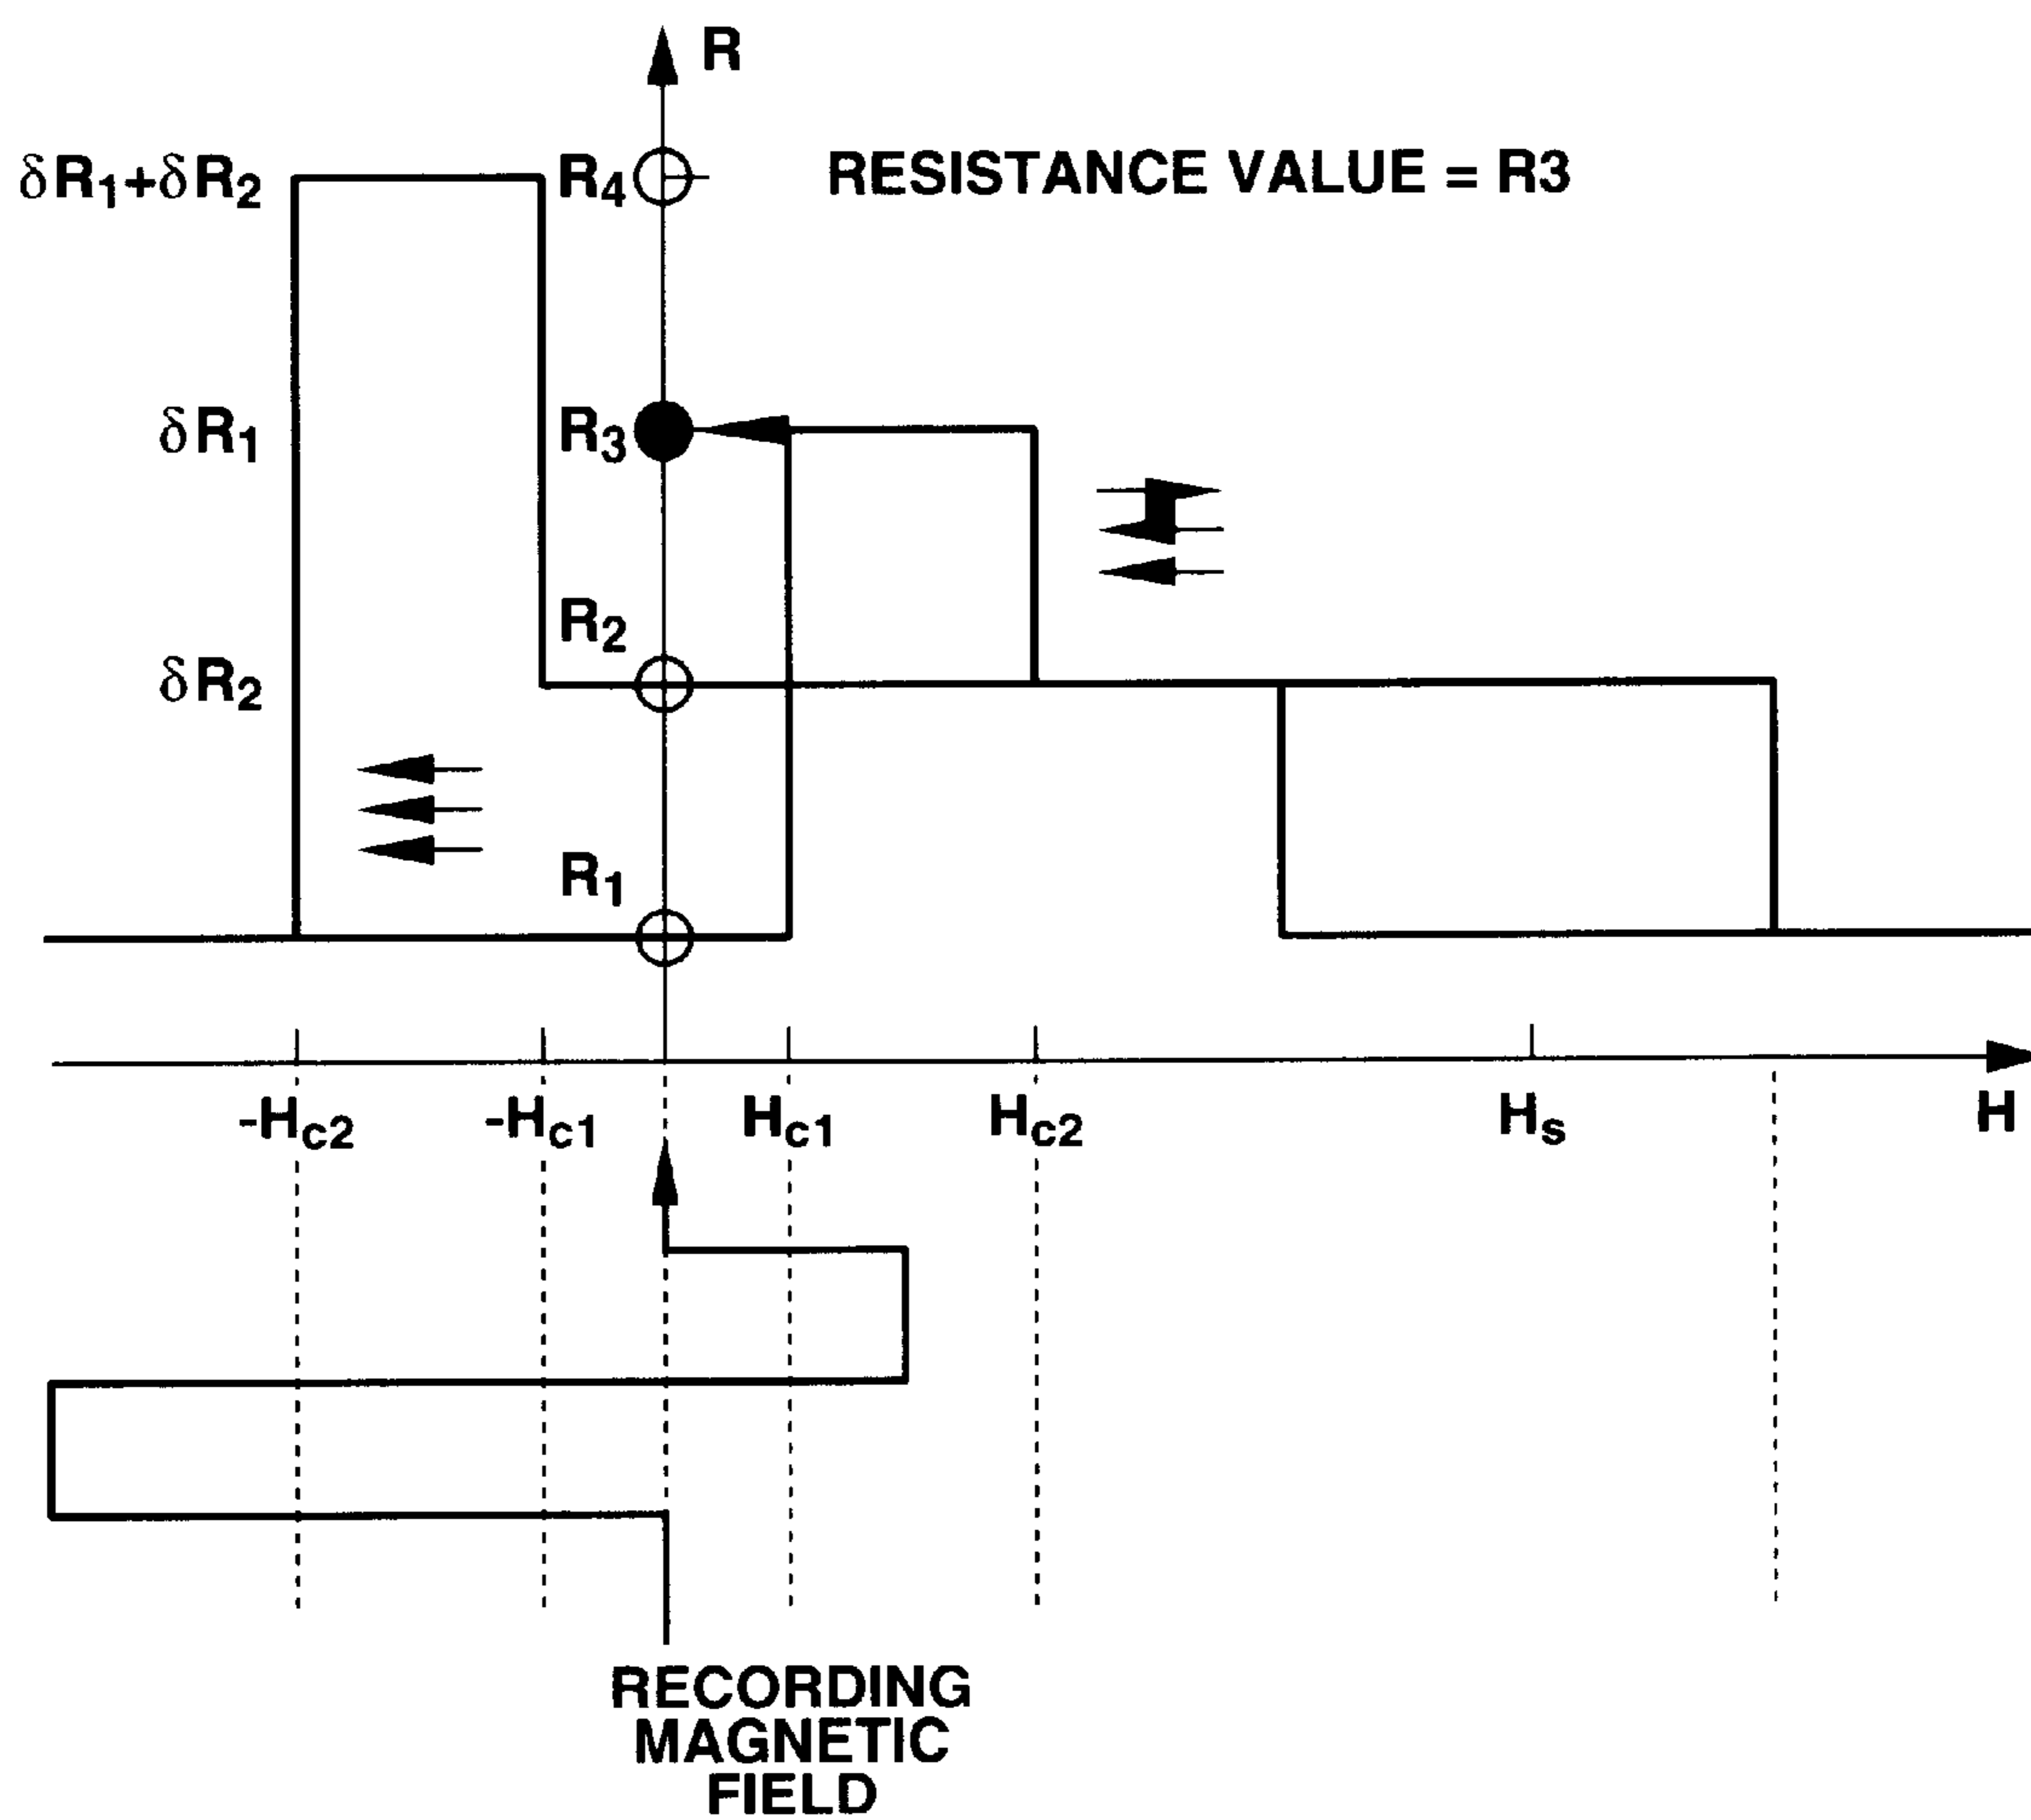 R
δR₁+δR₂
R₄
RESISTANCE VALUE = R3
δR₁
R₃
R₂
δR₂
R₁
-Hc2
-Hc1
Hc1
Hc2
Hs
H
RECORDING
MAGNETIC
FIELD